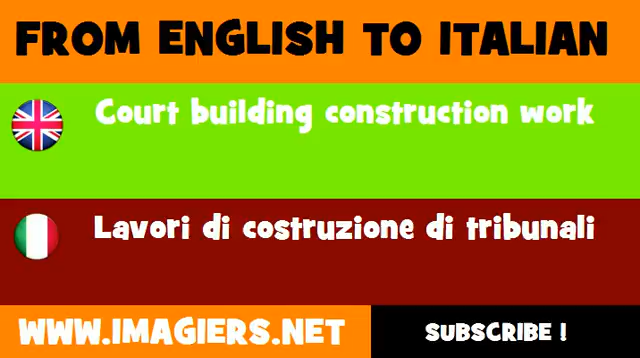 FROM ENGLISH TO ITALIAN
Court building construction work
Lavori di costruzione di tribunali
WWW.IMAGIERS.NET
SUBSCRIBE !